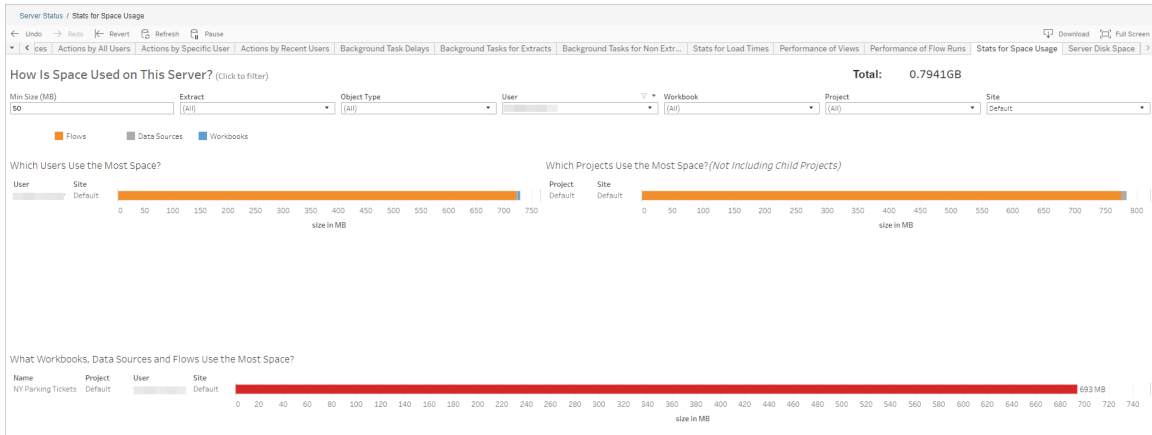 Server Status / Stats for Space Usage
← Undo → Redo Revert Refresh Pause Download Full Screen
ces Actions by All Users Actions by Specific User Actions by Recent Users Background Task Delays Background Tasks for Extracts Background Tasks for Non Extr... Stats for Load Times Performance of Views Performance of Flow Runs Stats for Space Usage Server Disk Space
How Is Space Used on This Server? (Click to filter) Total: 0.7941GB
Min Size (MB) Extract Object Type User Workbook Project Site
50 (All) (All) (All) (All) Default
Flows Data Sources Workbooks
Which Users Use the Most Space? Which Projects Use the Most Space? (Not Including Child Projects)
User Site Project Site
Default Default Default
0 50 100 150 200 250 300 350 400 450 500 550 600 650 700 750 0 50 100 150 200 250 300 350 400 450 500 550 600 650 700 750 800
size in MB size in MB
What Workbooks, Data Sources and Flows Use the Most Space?
Name Project User Site
NY Parking Tickets Default Default 693 MB
0 20 40 60 80 100 120 140 160 180 200 220 240 260 280 300 320 340 360 380 400 420 440 460 480 500 520 540 560 580 600 620 640 660 680 700 720 740
size in MB